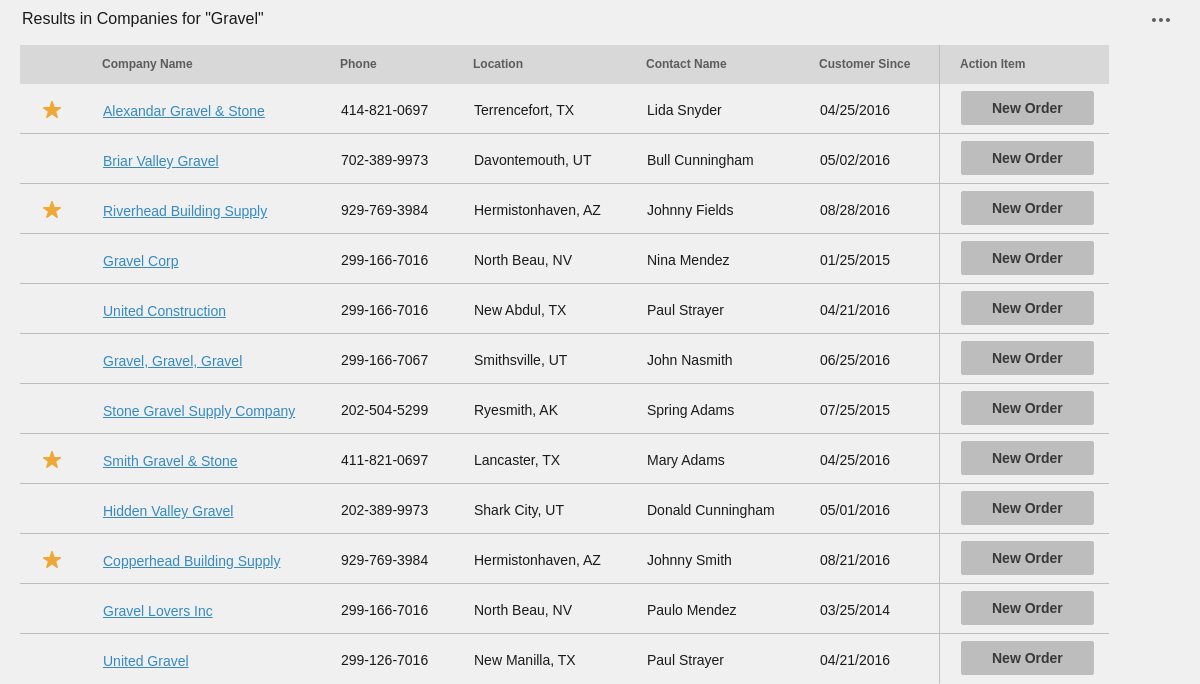 Results in Companies for "Gravel"
Company Name Phone Location Contact Name Customer Since Action Item
Alexandar Gravel & Stone 414-821-0697 Terrencefort, TX Lida Snyder 04/25/2016 New Order
Briar Valley Gravel 702-389-9973 Davontemouth, UT Bull Cunningham 05/02/2016 New Order
Riverhead Building Supply 929-769-3984 Hermistonhaven, AZ Johnny Fields 08/28/2016 New Order
Gravel Corp 299-166-7016 North Beau, NV Nina Mendez 01/25/2015 New Order
United Construction 299-166-7016 New Abdul, TX Paul Strayer 04/21/2016 New Order
Gravel, Gravel, Gravel 299-166-7067 Smithsville, UT John Nasmith 06/25/2016 New Order
Stone Gravel Supply Company 202-504-5299 Ryesmith, AK Spring Adams 07/25/2015 New Order
Smith Gravel & Stone 411-821-0697 Lancaster, TX Mary Adams 04/25/2016 New Order
Hidden Valley Gravel 202-389-9973 Shark City, UT Donald Cunningham 05/01/2016 New Order
Copperhead Building Supply 929-769-3984 Hermistonhaven, AZ Johnny Smith 08/21/2016 New Order
Gravel Lovers Inc 299-166-7016 North Beau, NV Paulo Mendez 03/25/2014 New Order
United Gravel 299-126-7016 New Manilla, TX Paul Strayer 04/21/2016 New Order